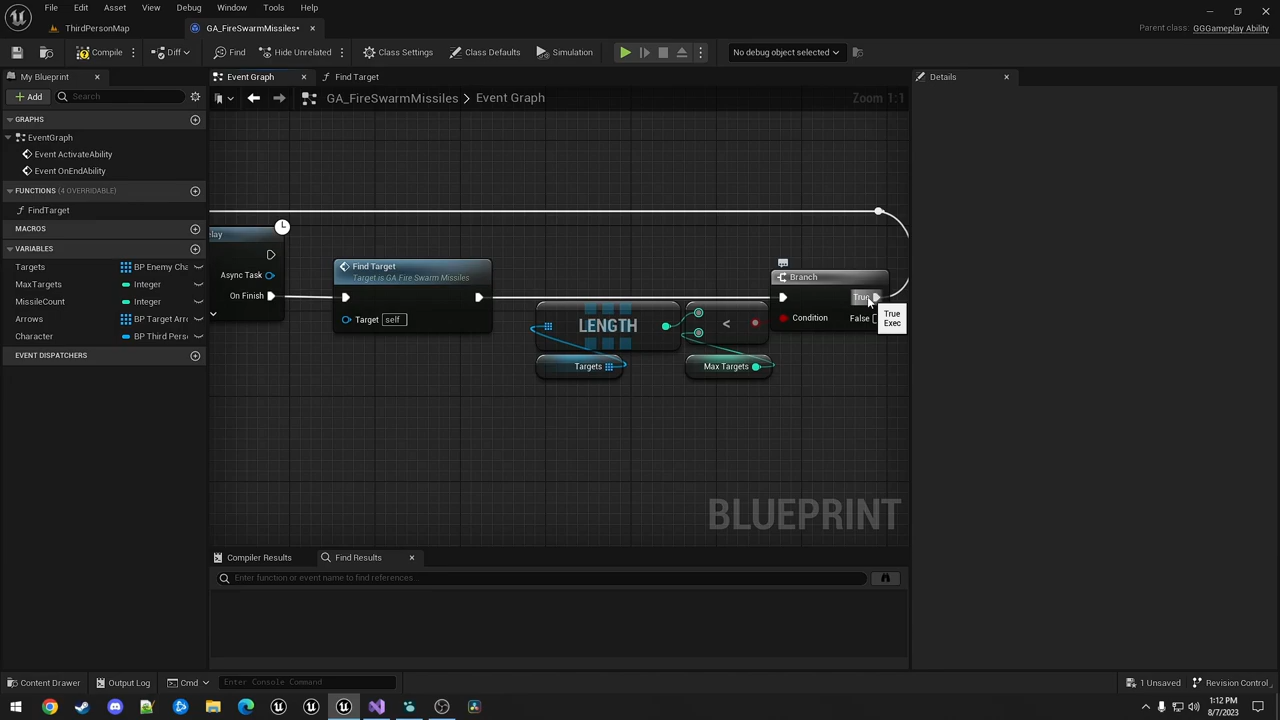 File Edit Asset View Debug Window Tools Help
ThirdPersonMap GA_FireSwarmMissiles* Parent class: GGGameplay Ability
Compile Diff Find Hide Unrelated Class Settings Class Defaults Simulation No debug object selected
My Blueprint Event Graph Find Target Details
Add Search GA_FireSwarmMissiles > Event Graph Zoom 1:1
GRAPHS
EventGraph
Event ActivateAbility
Event OnEndAbility
FUNCTIONS (4 OVERRIDABLE)
FindTarget
MACROS
VARIABLES
Targets BP Enemy Cha
MaxTargets Integer
MissileCount Integer
Arrows BP Target Arr
Character BP Third Perso
EVENT DISPATCHERS
lay
Async Task
On Finish
Find Target
Target is GA Fire Swarm Missiles
Target self
LENGTH
Targets
<
Max Targets
Branch
True
Condition False
True
Exec
BLUEPRINT
Compiler Results Find Results
Enter function or event name to find references...
Content Drawer Output Log Cmd Enter Console Command 1 Unsaved Revision Control
1:12 PM
8/7/2023